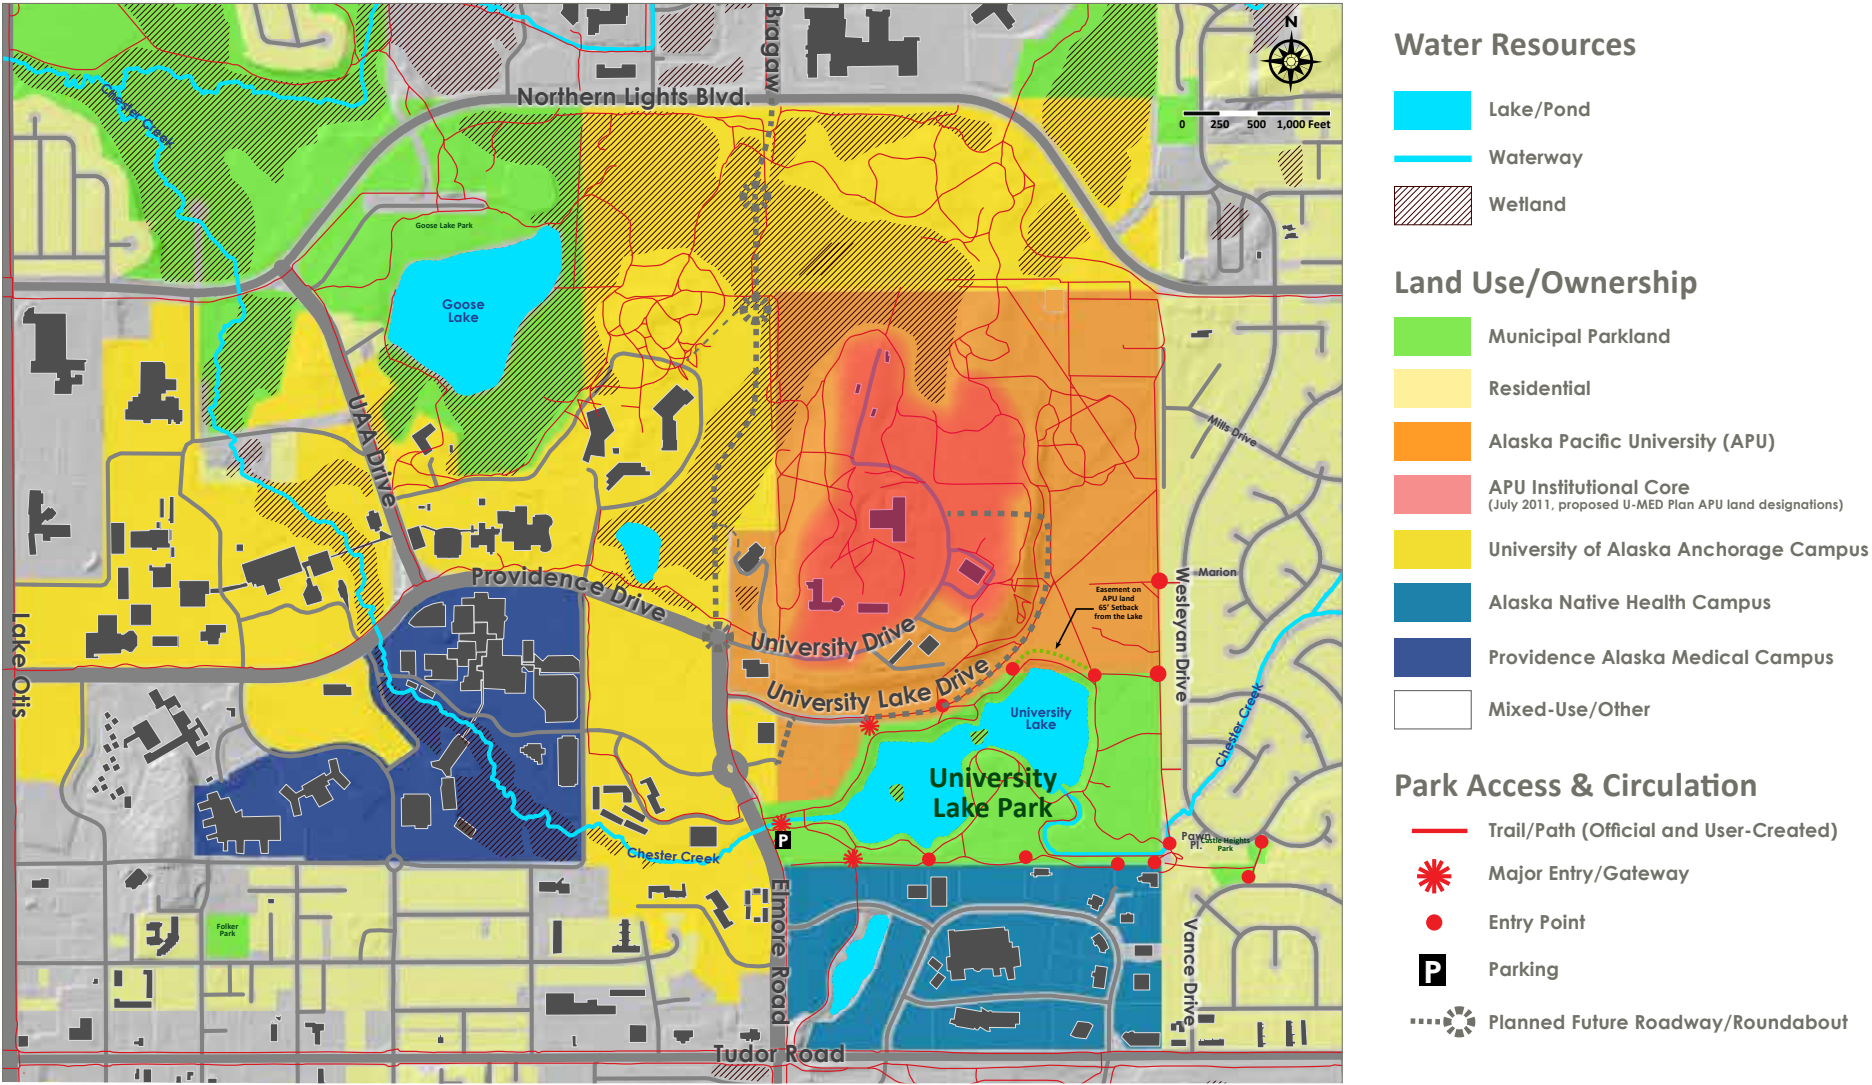 Bragaw
Northern Lights Blvd.
N
0 250 500 1,000 Feet
Chester Creek
Goose Lake Park
Goose
Lake
UAA Drive
Mills Drive
Providence Drive
Marion
Easement on
APU land
65' Setback
from the Lake
University Drive
University Lake Drive
Wesleyan Drive
Lake Otis
University
Lake
Chester Creek
University
Lake Park
P
Pawn
Pl.
Castle Heights
Park
Chester Creek
Elmore Road
Folker
Park
Vance Drive
Tudor Road
Water Resources
Lake/Pond
Waterway
Wetland
Land Use/Ownership
Municipal Parkland
Residential
Alaska Pacific University (APU)
APU Institutional Core
(July 2011, proposed U-MED Plan APU land designations)
University of Alaska Anchorage Campus
Alaska Native Health Campus
Providence Alaska Medical Campus
Mixed-Use/Other
Park Access & Circulation
Trail/Path (Official and User-Created)
Major Entry/Gateway
Entry Point
P Parking
Planned Future Roadway/Roundabout